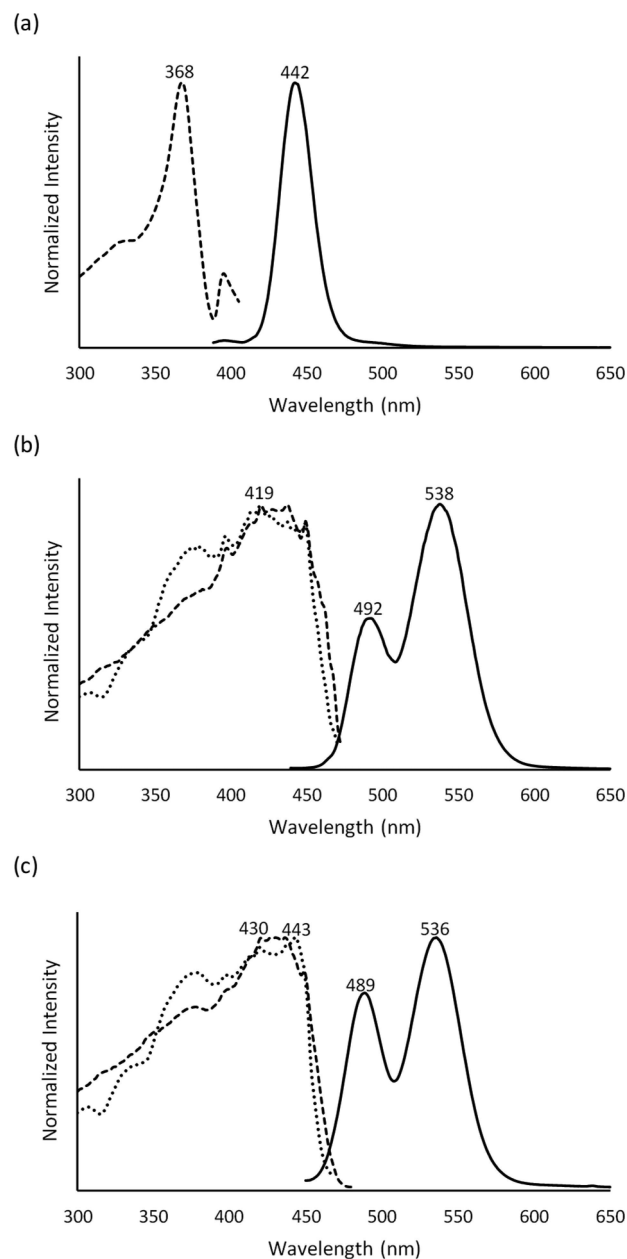 (a)
368 442
Normalized Intensity
300 350 400 450 500 550 600 650
Wavelength (nm)
(b)
419 538
492
Normalized Intensity
300 350 400 450 500 550 600 650
Wavelength (nm)
(c)
430 443 536
489
Normalized Intensity
300 350 400 450 500 550 600 650
Wavelength (nm)